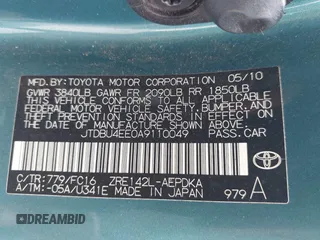 MFD. BY: TOYOTA MOTOR CORPORATION 05/10
GVWR 3840LB GAWR FR 2090LB RR 1850LB
THIS VEHICLE CONFORMS TO ALL APPLICABLE
FEDERAL MOTOR VEHICLE SAFETY, BUMPER, AND
THEFT PREVENTION STANDARDS IN EFFECT ON
THE DATE OF MANUFACTURE SHOWN ABOVE.
JTDBU4EE0A9110049 PASS. CAR
C/TR: 779/FC16 ZRE142L-AEPDKA
A/TM: -05A/U341E MADE IN JAPAN 979 A
TOYOTA
AUTOBIDMASTER